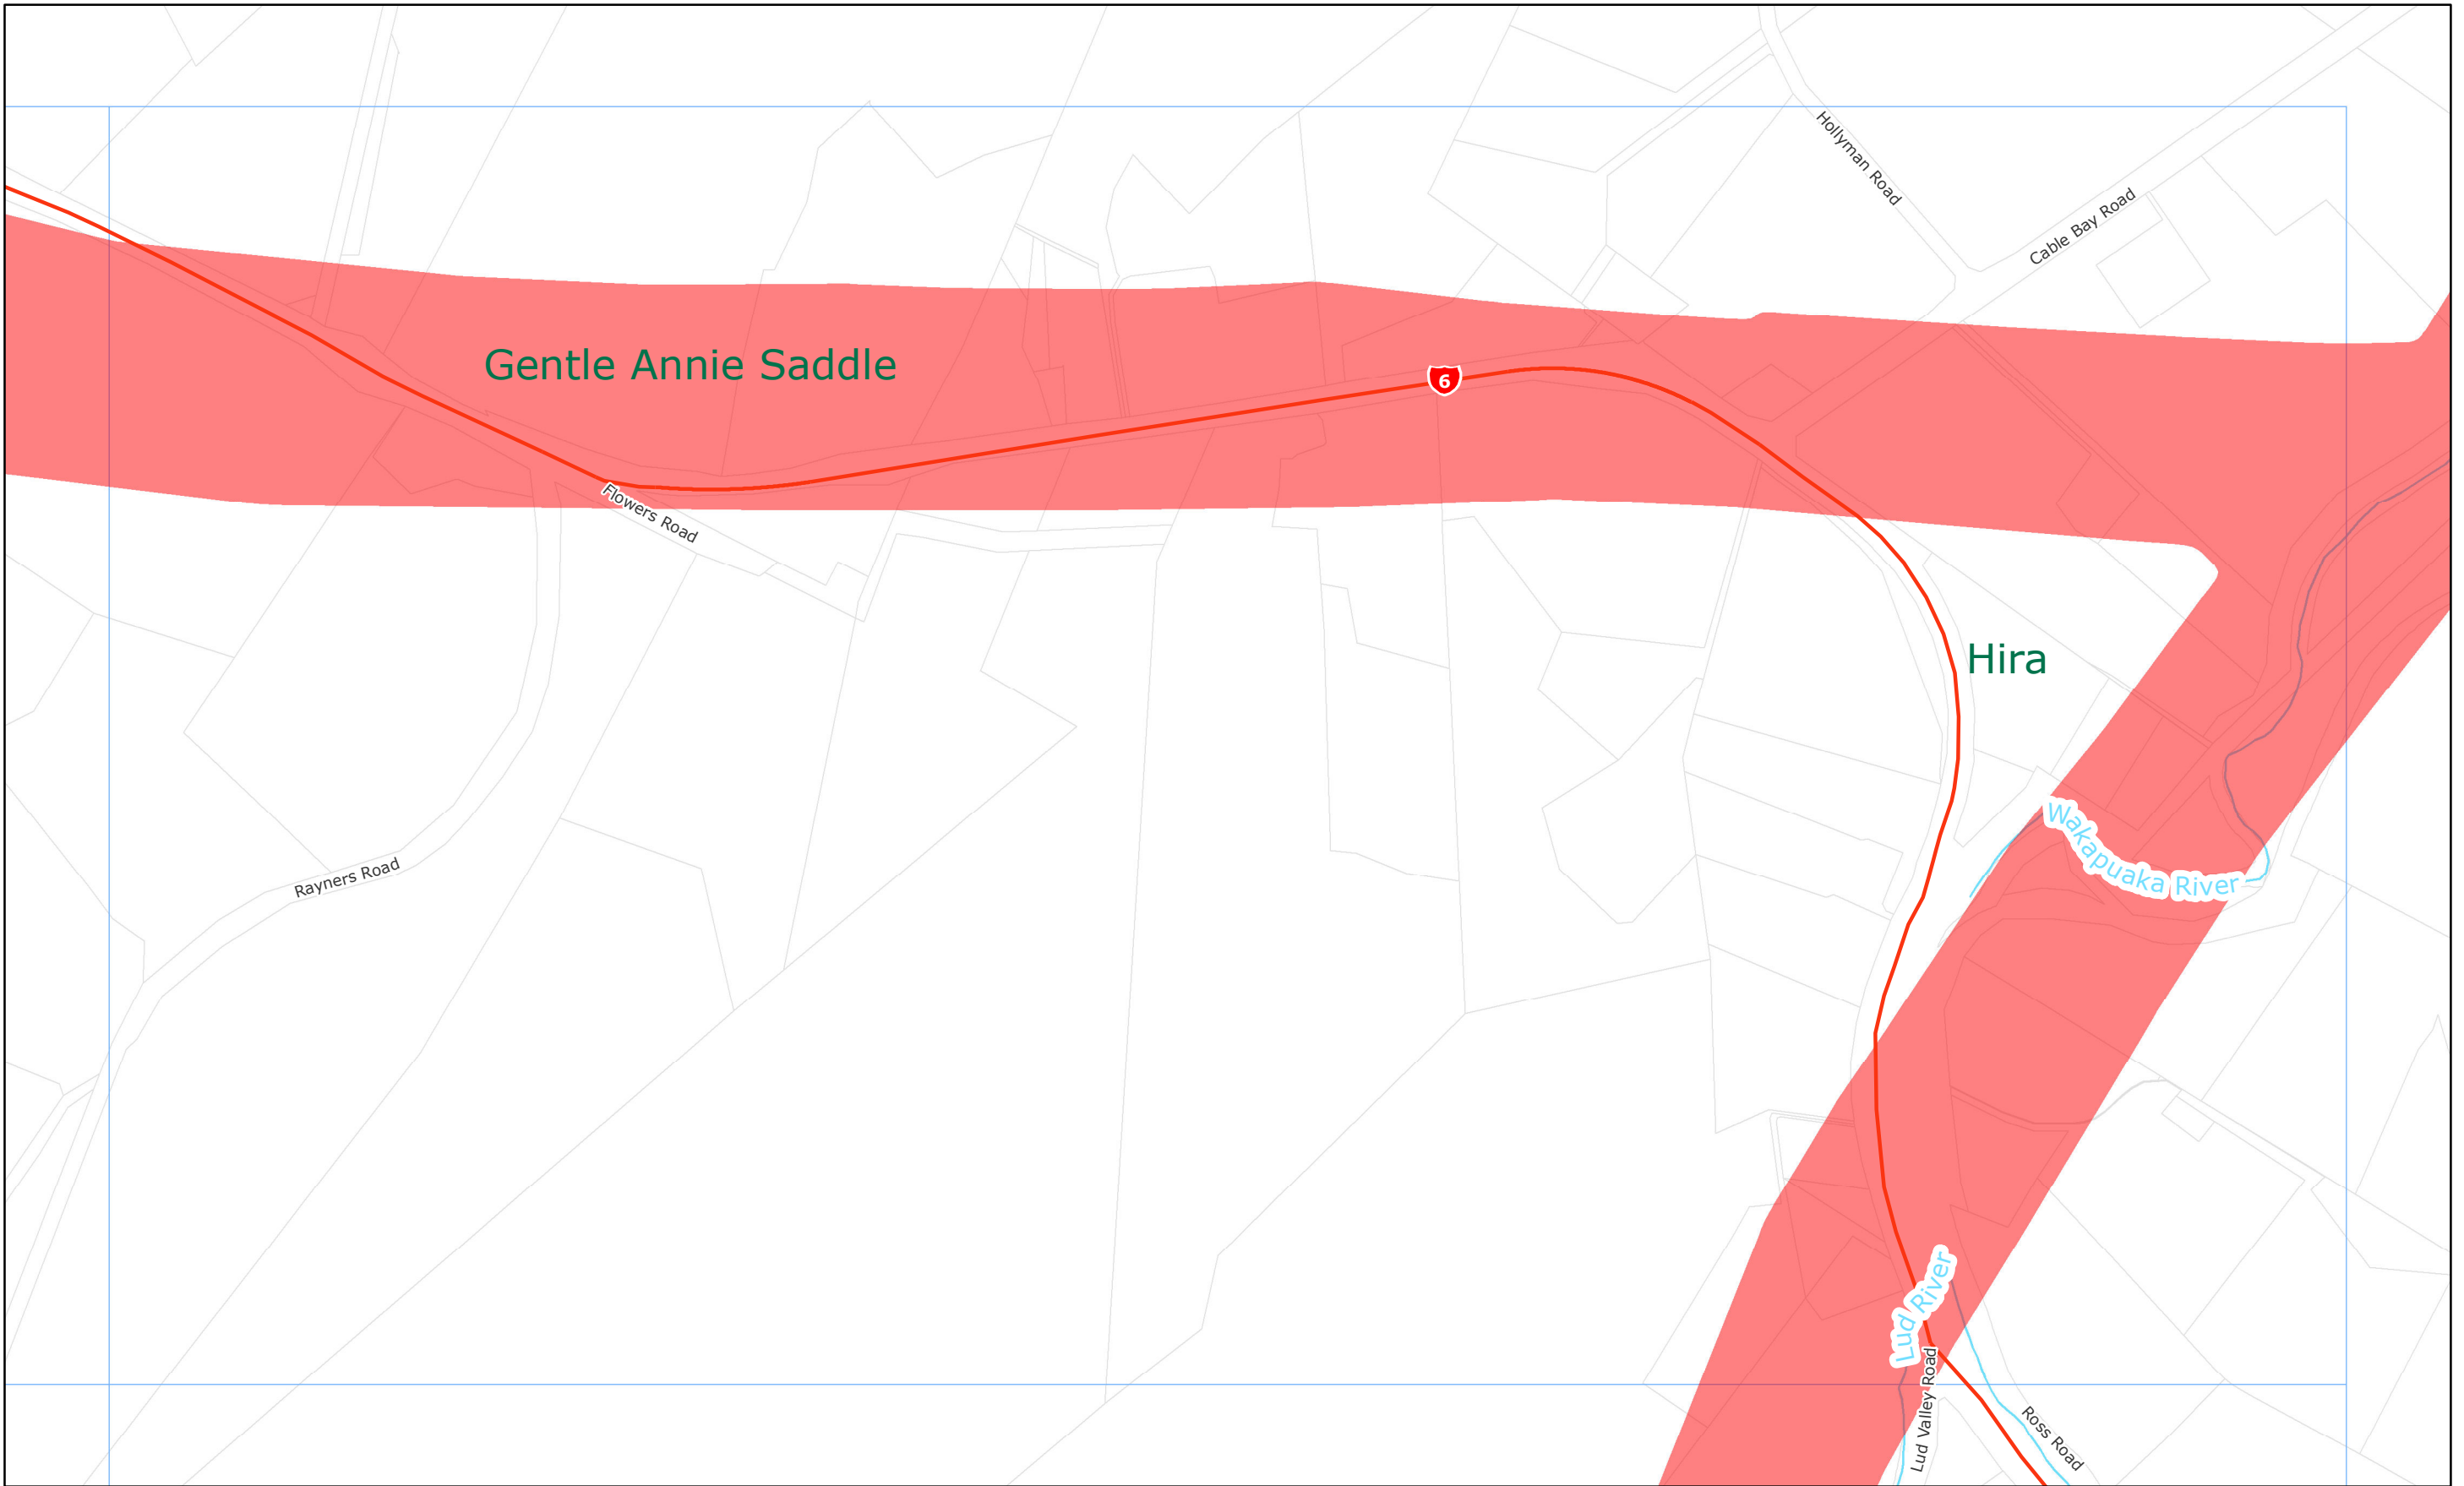 Hollyman Road
Cable Bay Road
Gentle Annie Saddle
6
Flowers Road
Hira
Wakapuaka River
Rayners Road
Lud River
Lud Valley Road
Ross Road